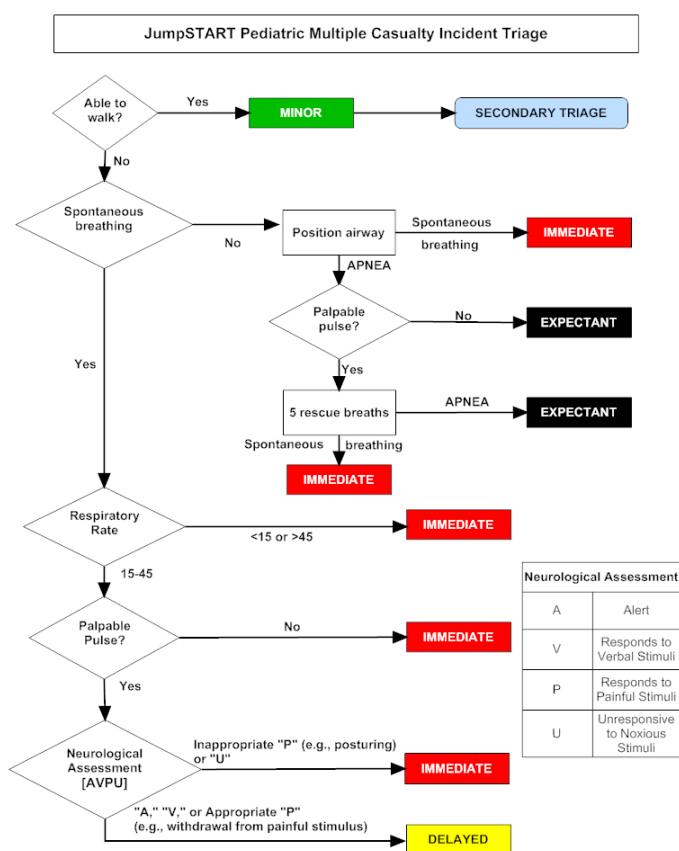 JumpSTART Pediatric Multiple Casualty Incident Triage
Able to
walk?
Yes
MINOR
SECONDARY TRIAGE
No
Spontaneous
breathing
No
Position airway
Spontaneous
breathing
IMMEDIATE
APNEA
Palpable
pulse?
No
EXPECTANT
Yes
Yes
5 rescue breaths
APNEA
EXPECTANT
Spontaneous breathing
IMMEDIATE
Respiratory
Rate
<15 or >45
IMMEDIATE
15-45
Palpable
Pulse?
No
IMMEDIATE
Yes
Neurological
Assessment
[AVPU]
Inappropriate "P" (e.g., posturing)
or "U"
IMMEDIATE
"A," "V," or Appropriate "P"
(e.g., withdrawal from painful stimulus)
DELAYED
Neurological Assessment
A Alert
V Responds to
Verbal Stimuli
P Responds to
Painful Stimuli
U Unresponsive
to Noxious
Stimuli